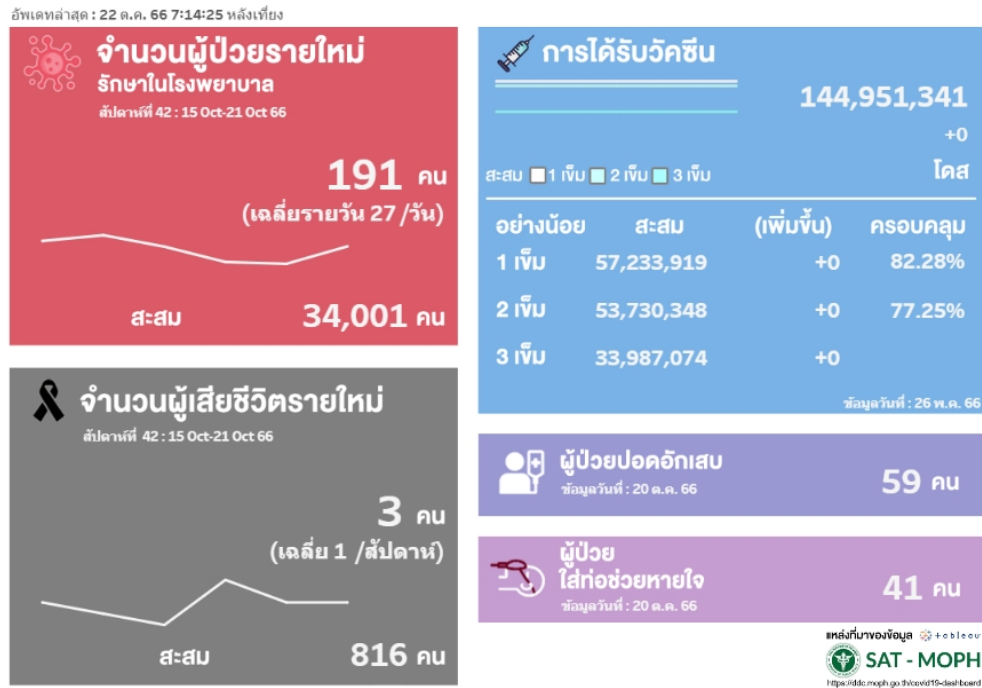 อัพเดทล่าสุด : 22 ต.ค. 66 7:14:25 หลังเที่ยง
จำนวนผู้ป่วยรายใหม่
รักษาในโรงพยาบาล
สัปดาห์ที่ 42 : 15 Oct-21 Oct 66
191 คน
(เฉลี่ยรายวัน 27 /วัน)
สะสม 34,001 คน
จำนวนผู้เสียชีวิตรายใหม่
สัปดาห์ที่ 42 : 15 Oct-21 Oct 66
3 คน
(เฉลี่ย 1 /สัปดาห์)
สะสม 816 คน
การได้รับวัคซีน
144,951,341
+0
โดส
สะสม 1 เข็ม 2 เข็ม 3 เข็ม
อย่างน้อย สะสม (เพิ่มขึ้น) ครอบคลุม
1 เข็ม 57,233,919 +0 82.28%
2 เข็ม 53,730,348 +0 77.25%
3 เข็ม 33,987,074 +0
ข้อมูลวันที่ : 26 พ.ค. 66
ผู้ป่วยปอดอักเสบ
ข้อมูลวันที่ : 20 ต.ค. 66
59 คน
ผู้ป่วย
ใส่ท่อช่วยหายใจ
ข้อมูลวันที่ : 20 ต.ค. 66
41 คน
แหล่งที่มาของข้อมูล +ableau
SAT - MOPH
https://ddc.moph.go.th/covid19-dashboard